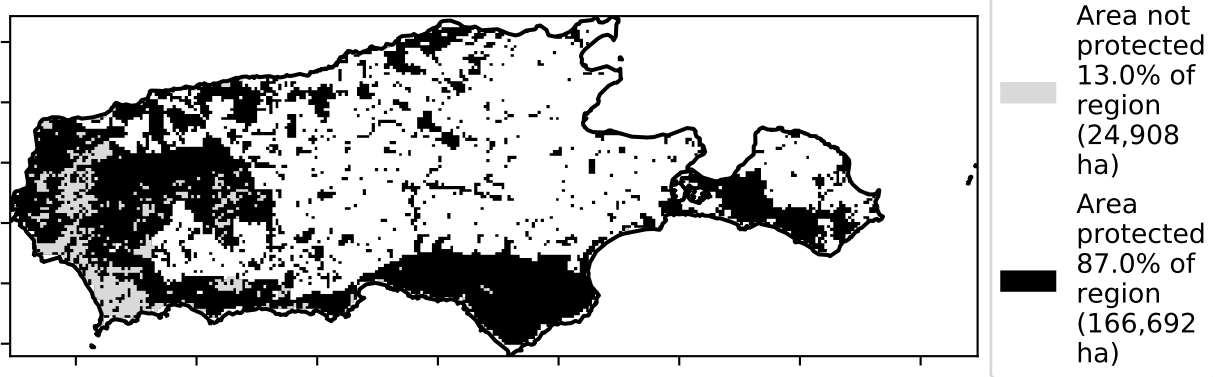 Area not
protected
13.0% of
region
(24,908
ha)
Area
protected
87.0% of
region
(166,692
ha)